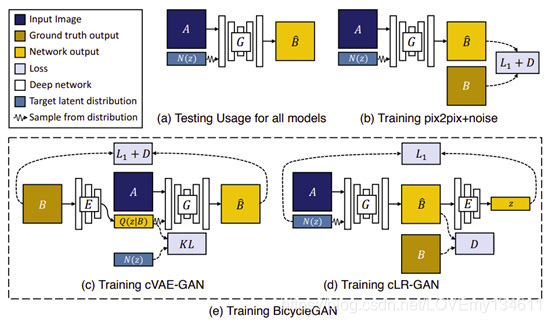 Input Image
Ground truth output
Network output
Loss
Deep network
Target latent distribution
Sample from distribution
A
N(z)
G
B̂
(a) Testing Usage for all models
A
N(z)
G
B̂
B
L₁ + D
(b) Training pix2pix+noise
L₁ + D
B
E
A
Q(z|B)
G
B̂
KL
N(z)
(c) Training cVAE-GAN
L₁
A
N(z)
G
B̂
E
z
B
D
(d) Training cLR-GAN
(e) Training BicycleGAN